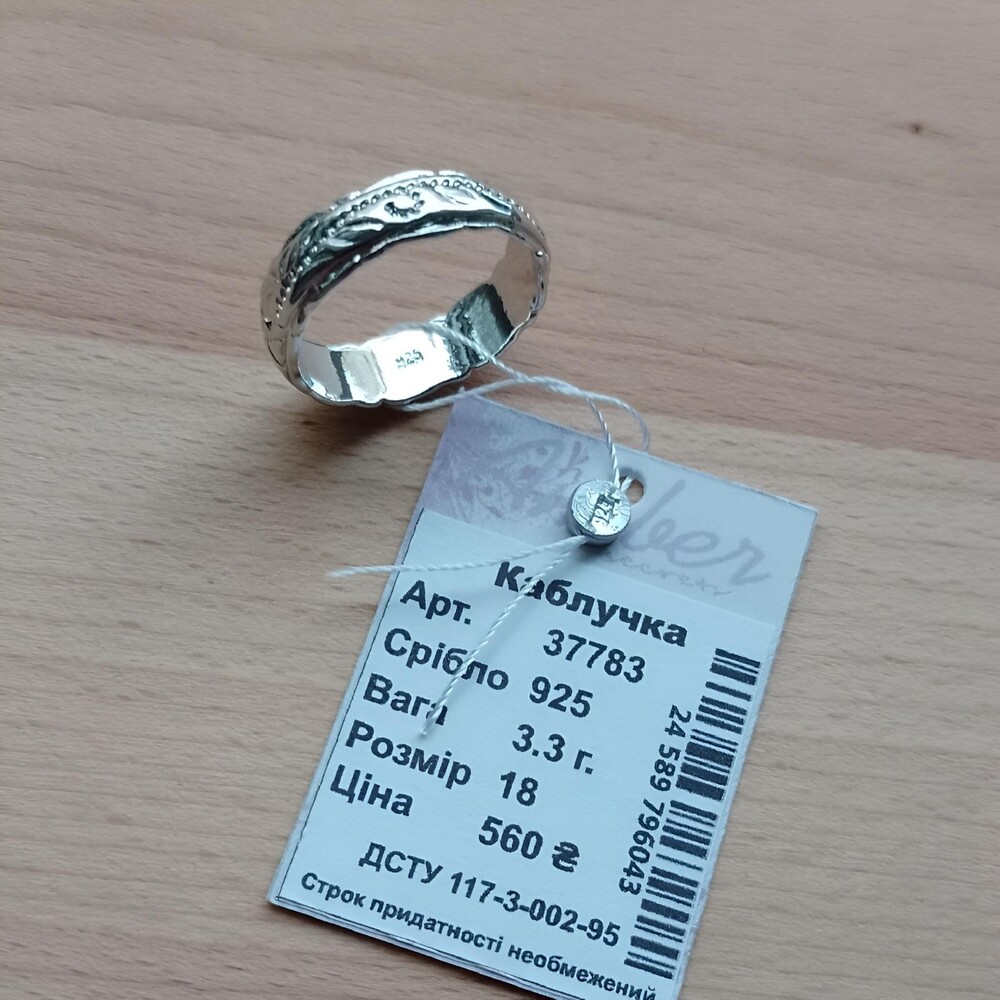 925
925
Каблучка
Арт. 37783
Срібло 925
Вага 3.3 г.
Розмір 18
Ціна 560 ₴
ДСТУ 117-3-002-95
Строк придатності необмежений
24 589 796043